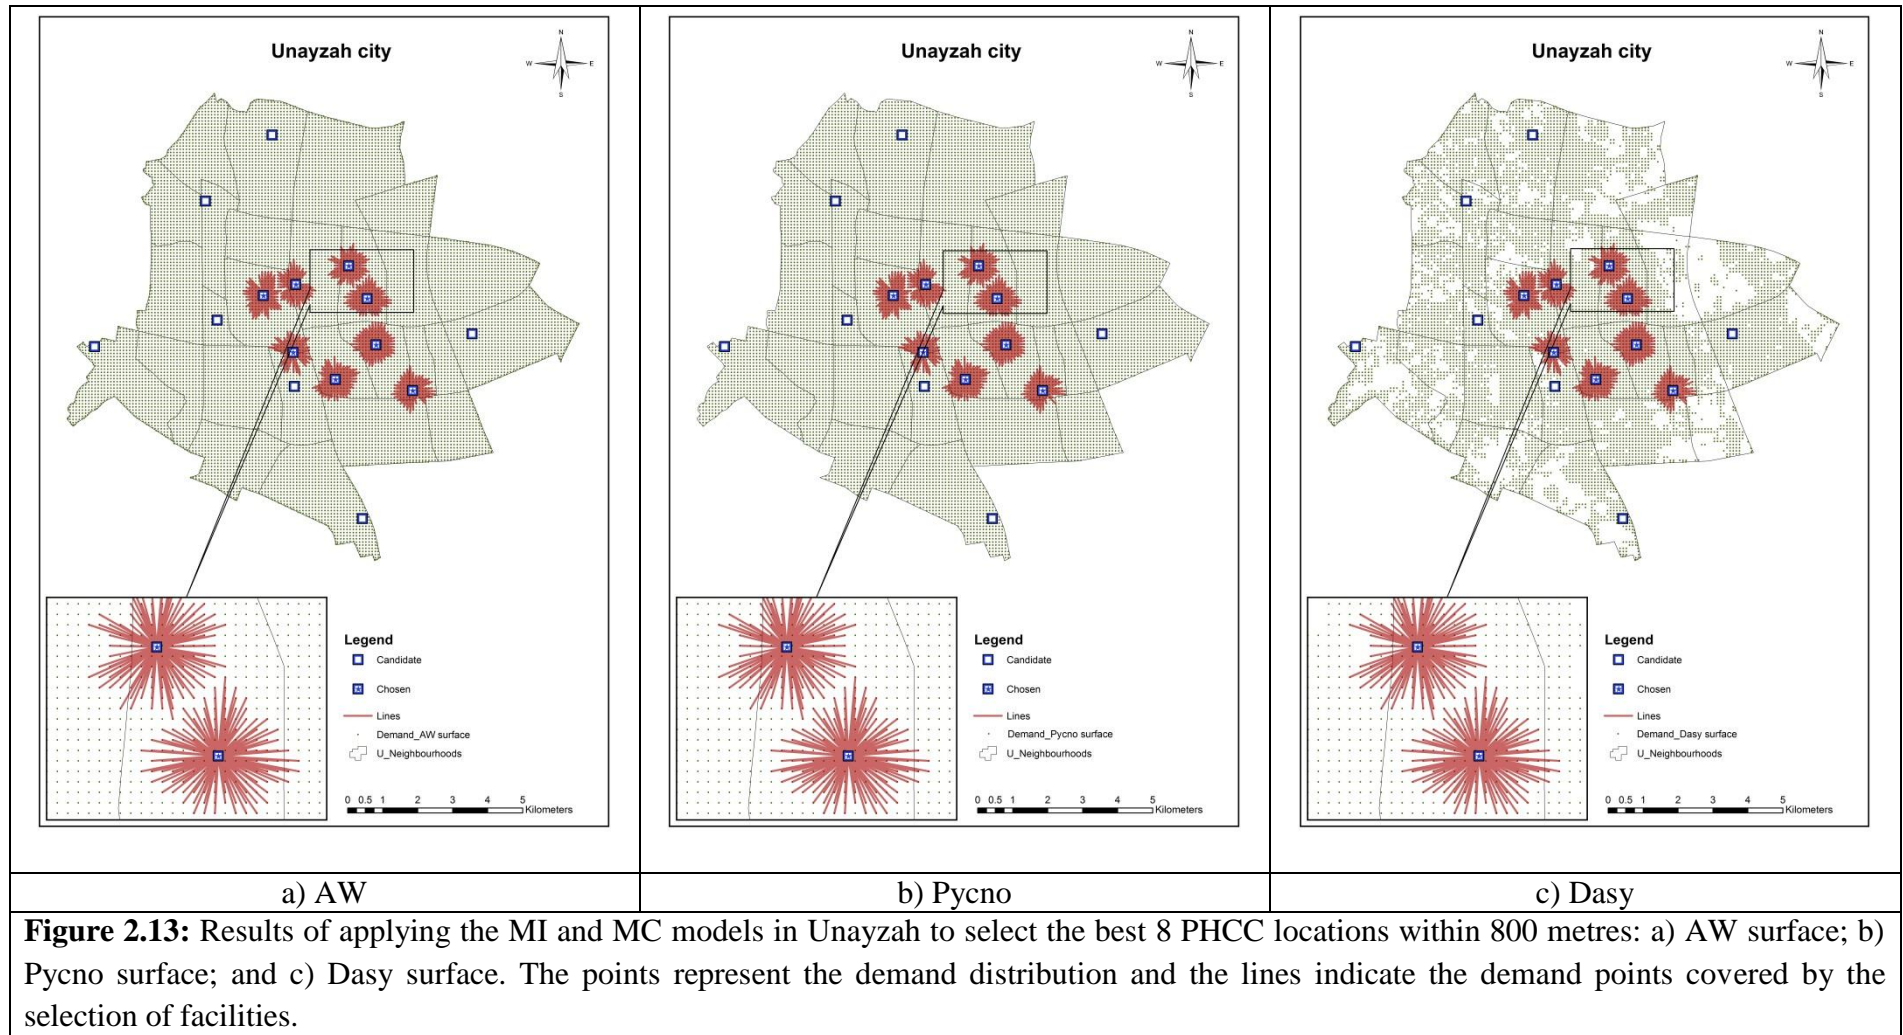 Unayzah city
N
W E
S
Legend
Candidate
Chosen
Lines
Demand_AW surface
U_Neighbourhoods
0 0.5 1 2 3 4 5
Kilometers
Unayzah city
N
W E
S
Legend
Candidate
Chosen
Lines
Demand_Pycno surface
U_Neighbourhoods
0 0.5 1 2 3 4 5
Kilometers
Unayzah city
N
W E
S
Legend
Candidate
Chosen
Lines
Demand_Dasy surface
U_Neighbourhoods
0 0.5 1 2 3 4 5
Kilometers
a) AW
b) Pycno
c) Dasy
Figure 2.13: Results of applying the MI and MC models in Unayzah to select the best 8 PHCC locations within 800 metres: a) AW surface; b)
Pycno surface; and c) Dasy surface. The points represent the demand distribution and the lines indicate the demand points covered by the
selection of facilities.